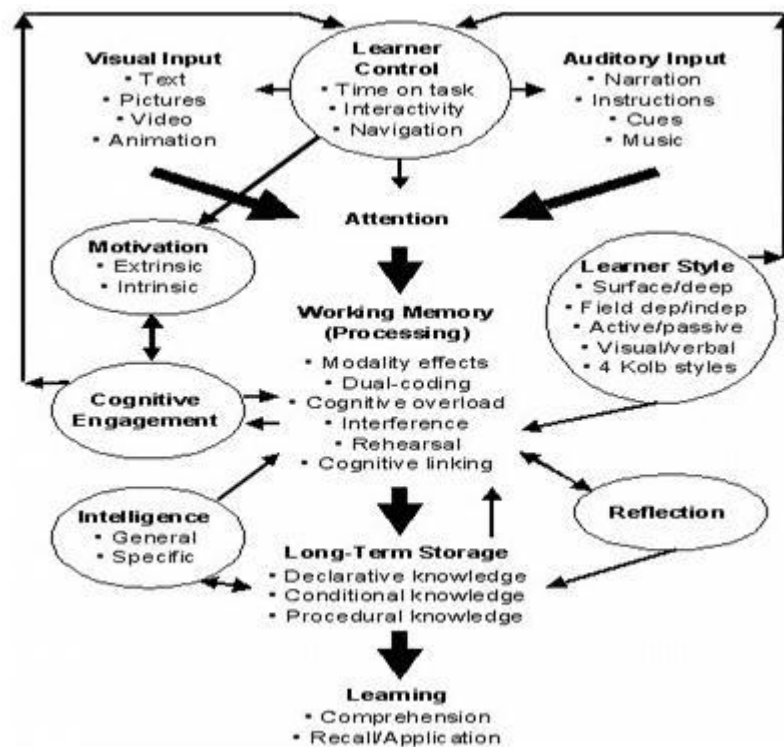 Visual Input
• Text
• Pictures
• Video
• Animation
Learner
Control
• Time on task
• Interactivity
• Navigation
Auditory Input
• Narration
• Instructions
• Cues
• Music
Attention
Motivation
• Extrinsic
• Intrinsic
Working Memory
(Processing)
• Modality effects
• Dual-coding
• Cognitive overload
• Interference
• Rehearsal
• Cognitive linking
Learner Style
• Surface/deep
• Field dep/indep
• Active/passive
• Visual/verbal
• 4 Kolb styles
Cognitive
Engagement
Intelligence
• General
• Specific
Reflection
Long-Term Storage
• Declarative knowledge
• Conditional knowledge
• Procedural knowledge
Learning
• Comprehension
• Recall/Application